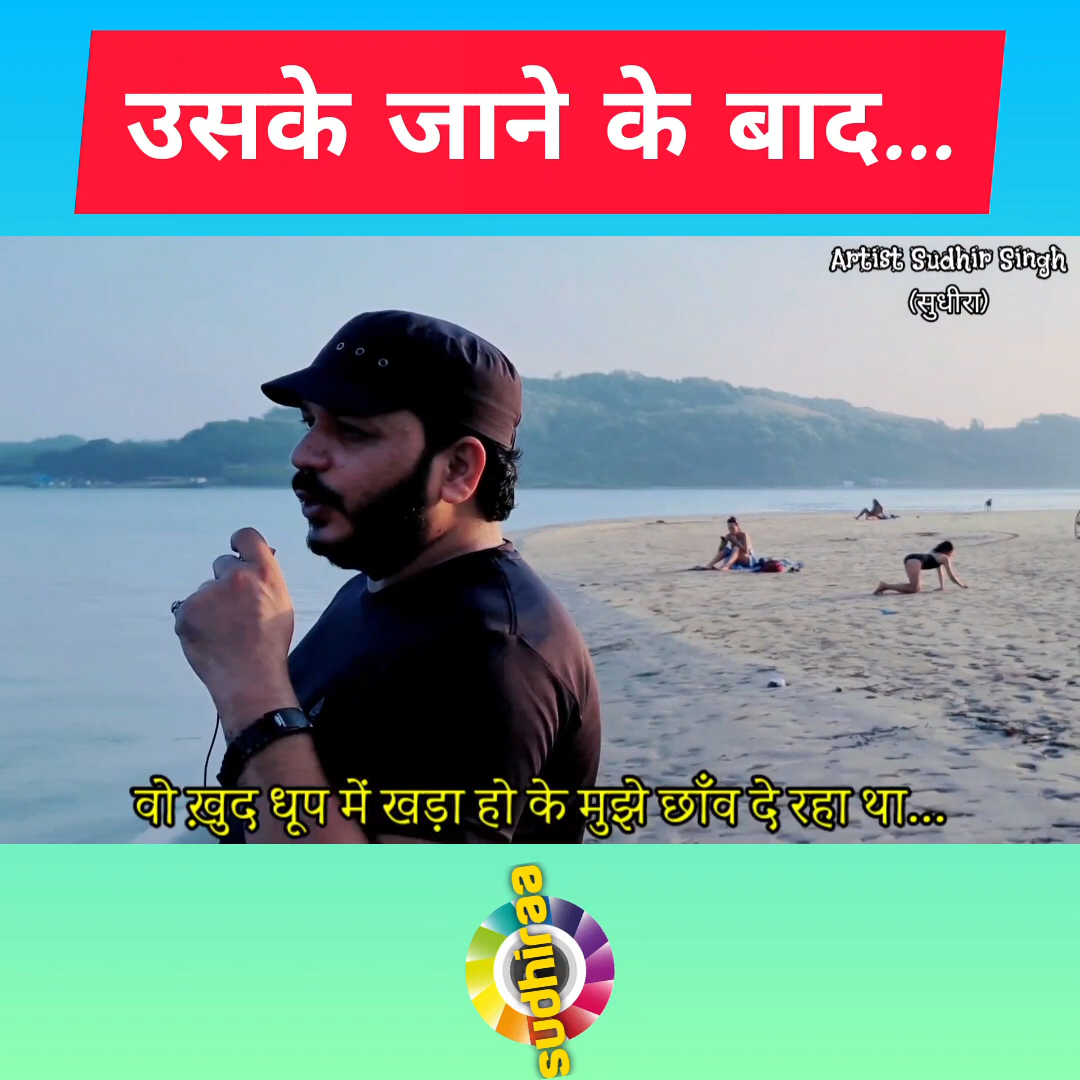 उसके जाने के बाद...
Artist Sudhir Singh
(सुधीरा)
वो ख़ुद धूप में खड़ा हो के मुझे छाँव दे रहा था...
sudhiraa